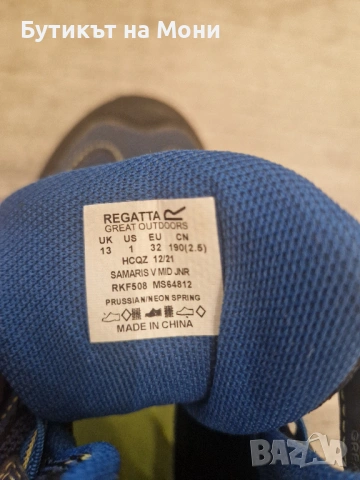 Бутикът на Мони
REGATTA
GREAT OUTDOORS
UK US EU CN
13 1 32 190(2.5)
HCQZ 12/21
SAMARIS V MID JNR
RKF508 MS64812
PRUSSIAN/NEON SPRING
MADE IN CHINA
BAZAR